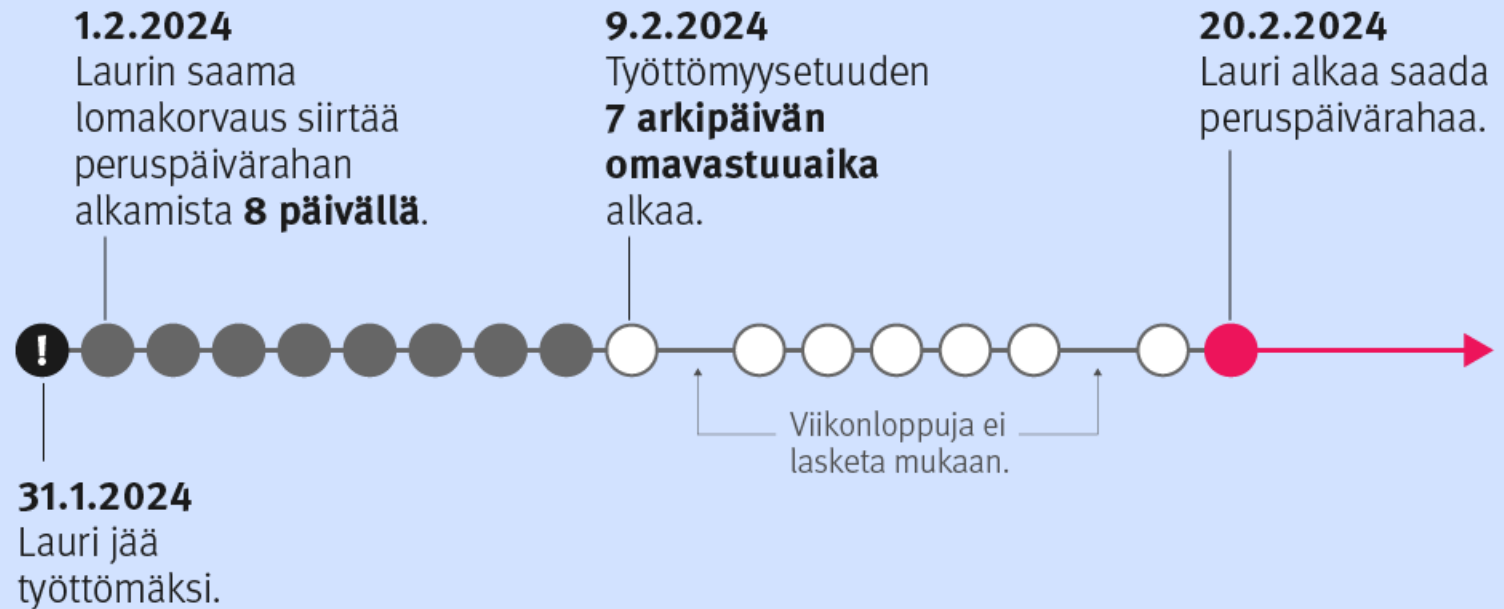 1.2.2024
Laurin saama
lomakorvaus siirtää
peruspäivärahan
alkamista 8 päivällä.
9.2.2024
Työttömyysetuuden
7 arkipäivän
omavastuuaika
alkaa.
20.2.2024
Lauri alkaa saada
peruspäivärahaa.
!
Viikonloppuja ei
lasketa mukaan.
31.1.2024
Lauri jää
työttömäksi.